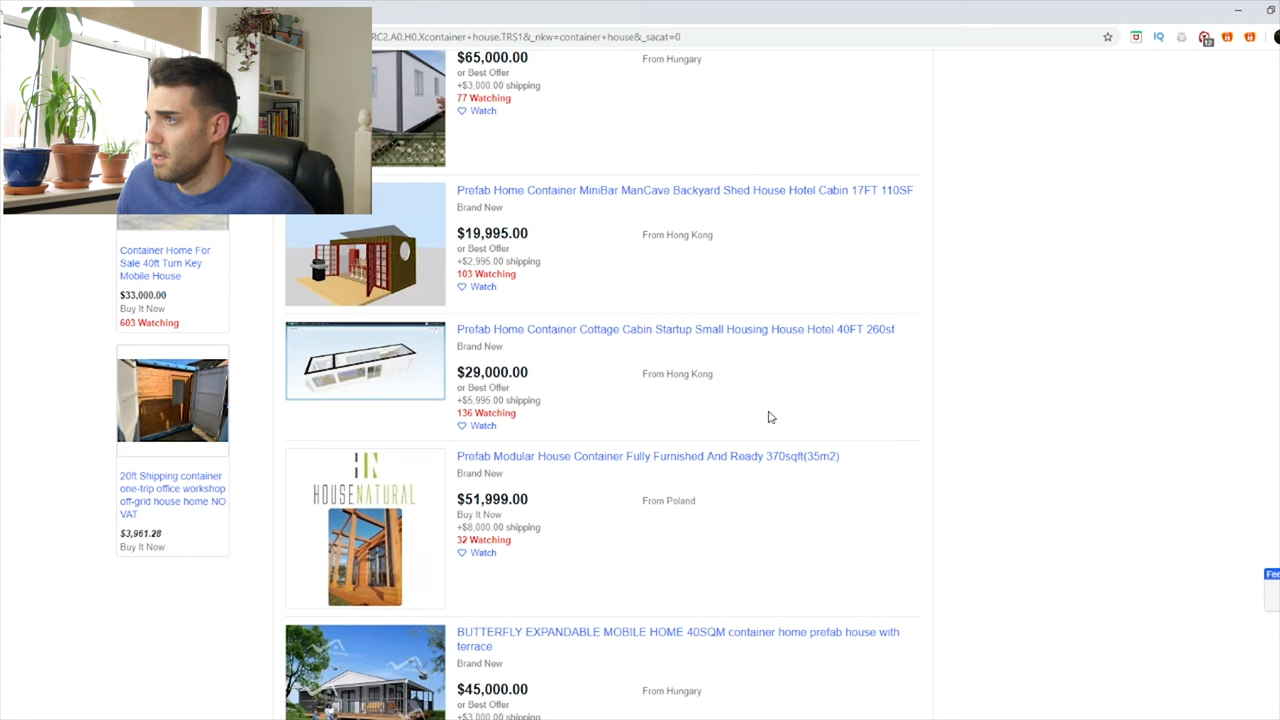 RC2.A0.H0.Xcontainer+house.TRS1&_nkw=container+house&_sacat=0
IQ
12
$65,000.00
From Hungary
or Best Offer
+$3,000.00 shipping
77 Watching
Watch
Prefab Home Container MiniBar ManCave Backyard Shed House Hotel Cabin 17FT 110SF
Brand New
$19,995.00
From Hong Kong
or Best Offer
+$2,995.00 shipping
103 Watching
Watch
Prefab Home Container Cottage Cabin Startup Small Housing House Hotel 40FT 260sf
Brand New
$29,000.00
From Hong Kong
or Best Offer
+$5,995.00 shipping
136 Watching
Watch
HOUSENATURAL
Prefab Modular House Container Fully Furnished And Ready 370sqft(35m2)
Brand New
$51,999.00
From Poland
Buy It Now
+$8,000.00 shipping
32 Watching
Watch
BUTTERFLY EXPANDABLE MOBILE HOME 40SQM container home prefab house with
terrace
Brand New
$45,000.00
From Hungary
or Best Offer
+$3,000.00 shipping
Container Home For
Sale 40ft Turn Key
Mobile House
$33,000.00
Buy It Now
603 Watching
20ft Shipping container
one-trip office workshop
off-grid house home NO
VAT
$3,961.28
Buy It Now
Fee